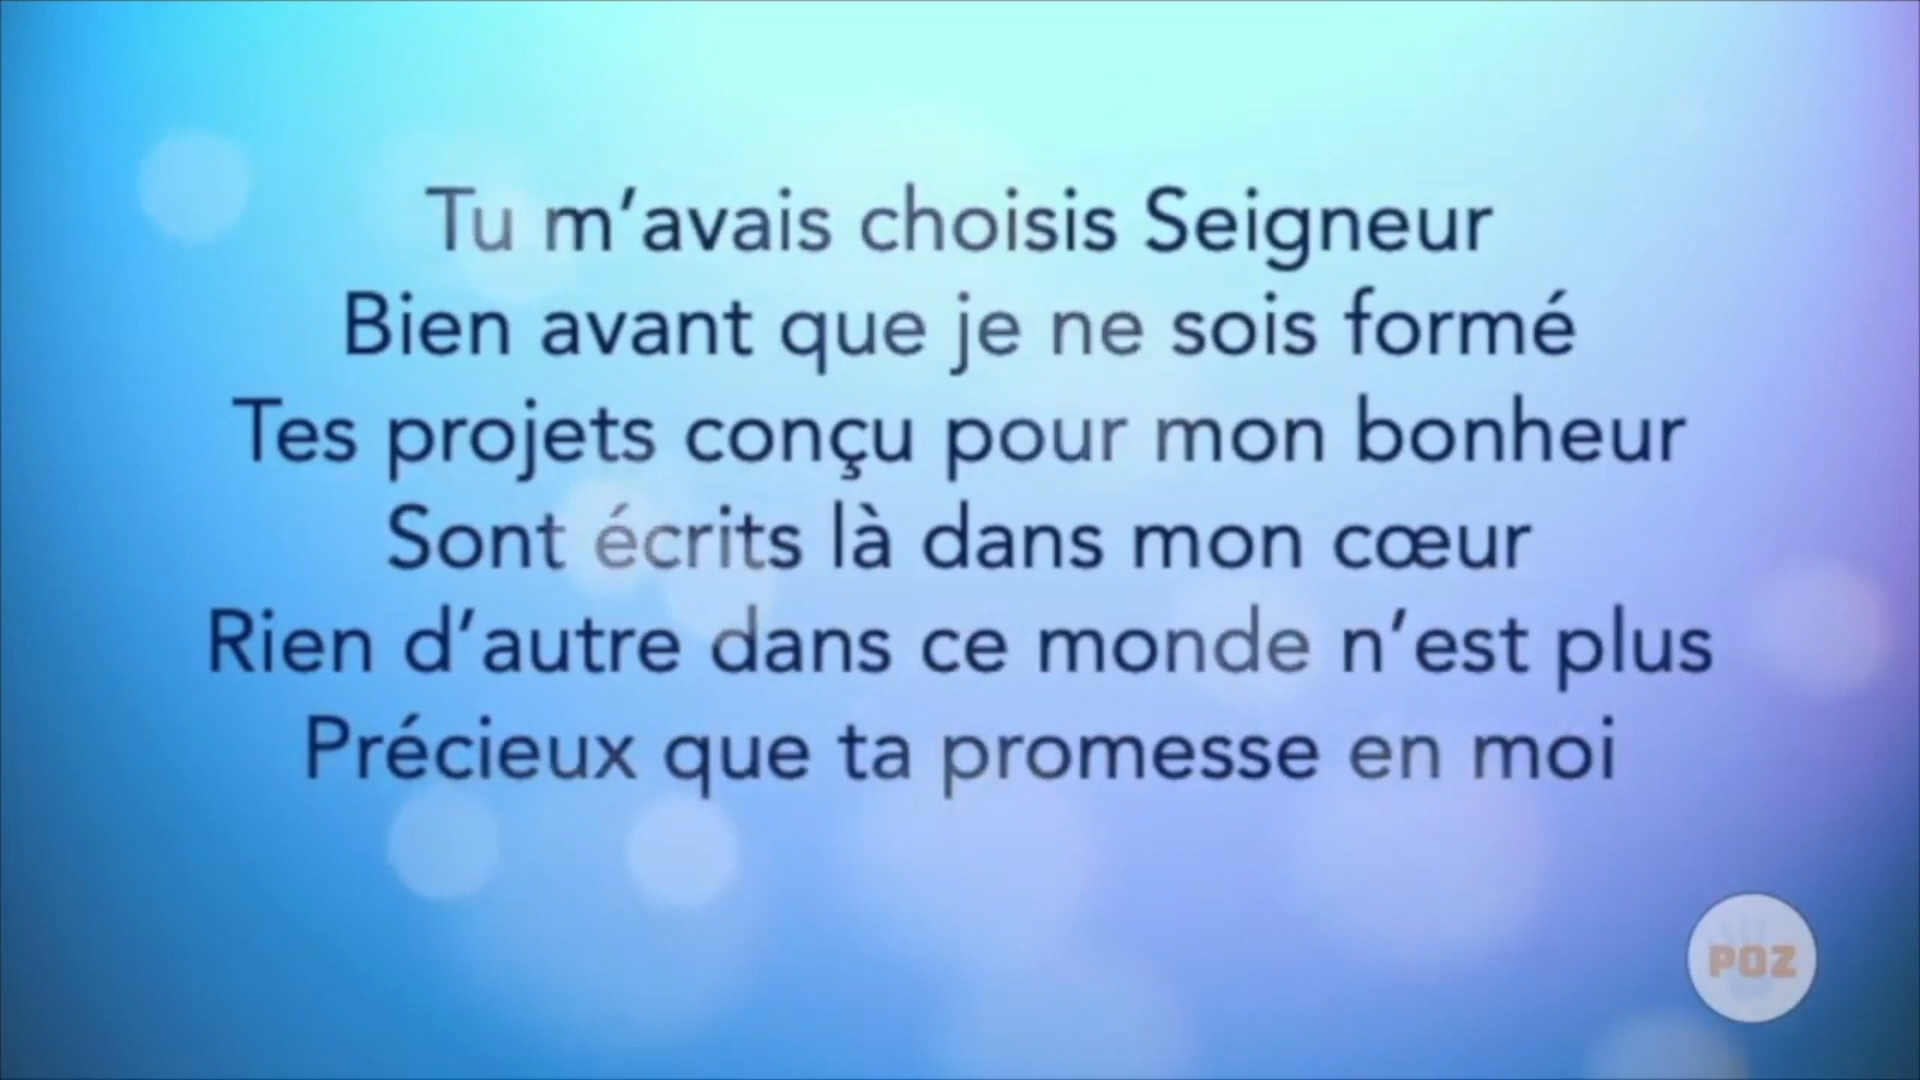 Tu m’avais choisis Seigneur
Bien avant que je ne sois formé
Tes projets conçu pour mon bonheur
Sont écrits là dans mon cœur
Rien d’autre dans ce monde n’est plus
Précieux que ta promesse en moi
POZ